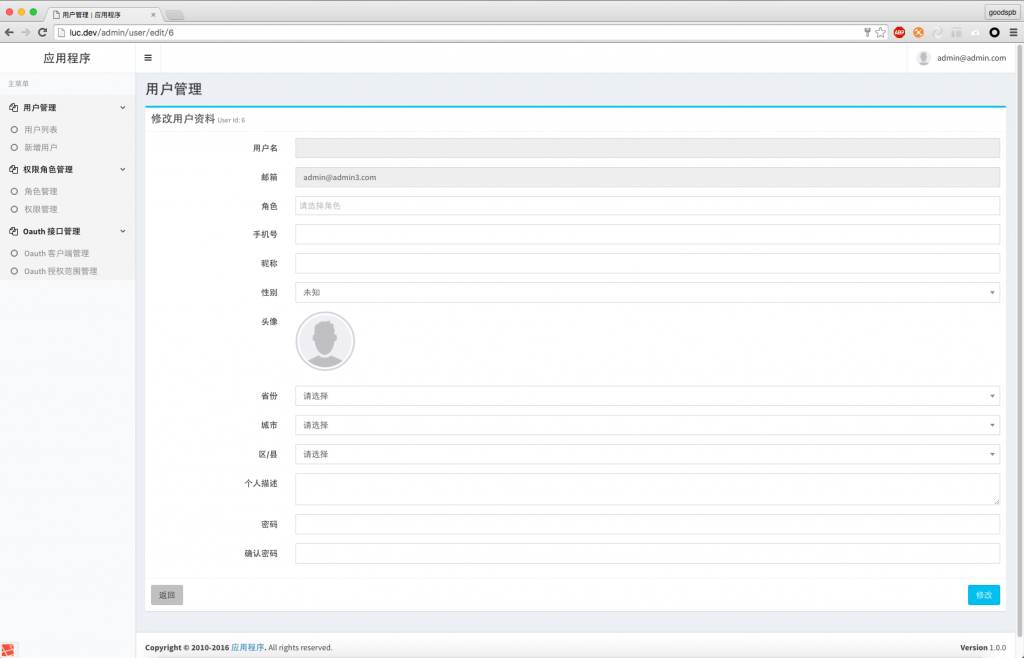 用户管理 | 应用程序
goodspb
luc.dev/admin/user/edit/6
ABP
应用程序
admin@admin.com
主菜单
用户管理
用户列表
新增用户
权限角色管理
角色管理
权限管理
Oauth 接口管理
Oauth 客户端管理
Oauth 授权范围管理
用户管理
修改用户资料 User Id: 6
用户名
邮箱 admin@admin3.com
角色 请选择角色
手机号
昵称
性别 未知
头像
省份 请选择
城市 请选择
区/县 请选择
个人描述
密码
确认密码
返回 修改
Copyright © 2010-2016 应用程序. All rights reserved. Version 1.0.0